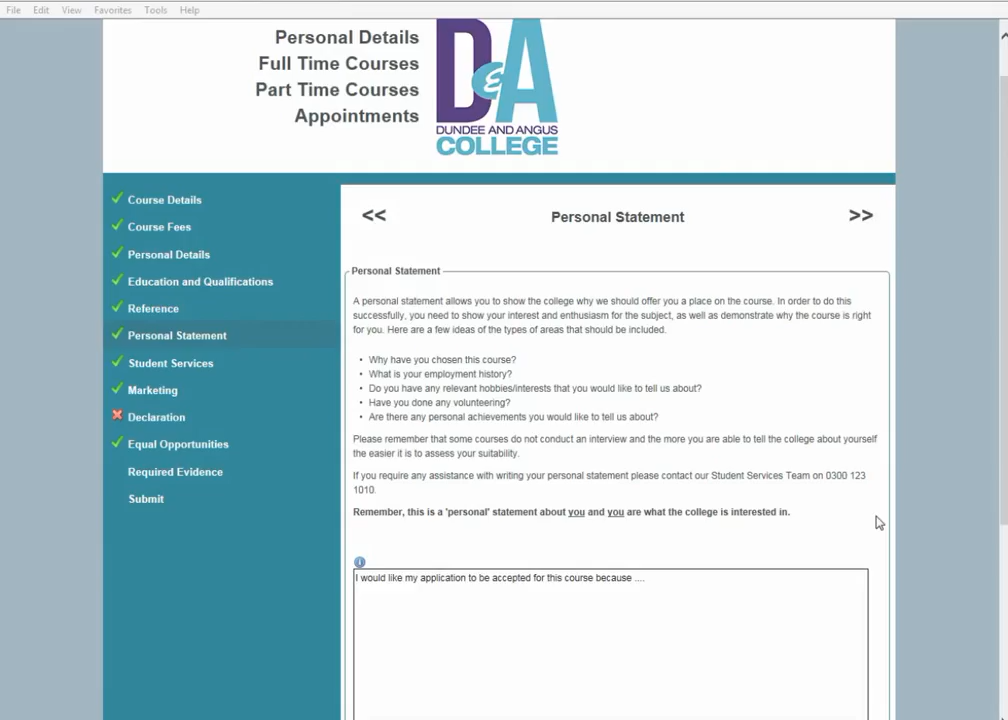 File Edit View Favorites Tools Help
Personal Details
Full Time Courses
Part Time Courses
Appointments
D&A
DUNDEE AND ANGUS
COLLEGE
Course Details
Course Fees
Personal Details
Education and Qualifications
Reference
Personal Statement
Student Services
Marketing
Declaration
Equal Opportunities
Required Evidence
Submit
<< Personal Statement >>
Personal Statement
A personal statement allows you to show the college why we should offer you a place on the course. In order to do this
successfully, you need to show your interest and enthusiasm for the subject, as well as demonstrate why the course is right
for you. Here are a few ideas of the types of areas that should be included.
• Why have you chosen this course?
• What is your employment history?
• Do you have any relevant hobbies/interests that you would like to tell us about?
• Have you done any volunteering?
• Are there any personal achievements you would like to tell us about?
Please remember that some courses do not conduct an interview and the more you are able to tell the college about yourself
the easier it is to assess your suitability.
If you require any assistance with writing your personal statement please contact our Student Services Team on 0300 123
1010.
Remember, this is a 'personal' statement about you and you are what the college is interested in.
i
I would like my application to be accepted for this course because ....